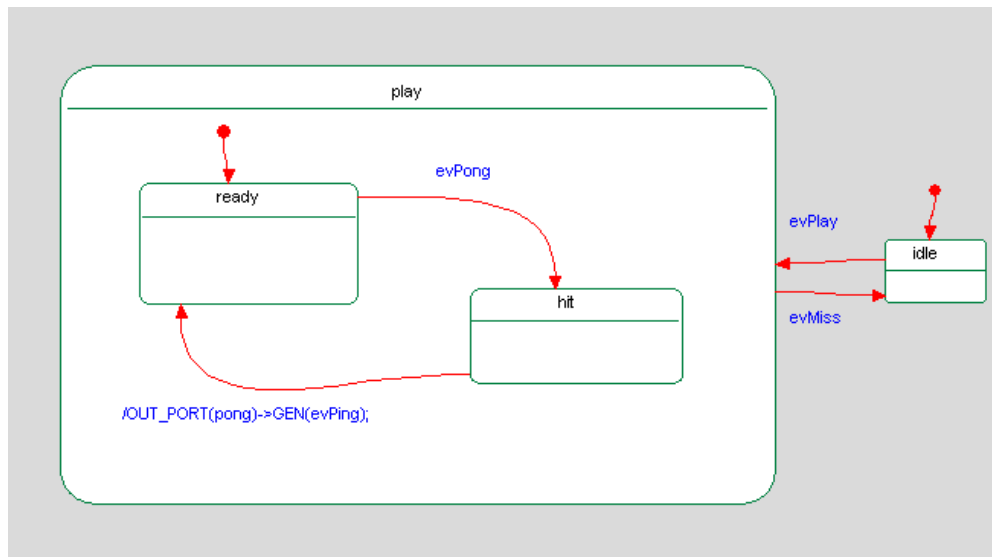 play
ready
evPong
evPlay
idle
hit
evMiss
/OUT_PORT(pong)->GEN(evPing);